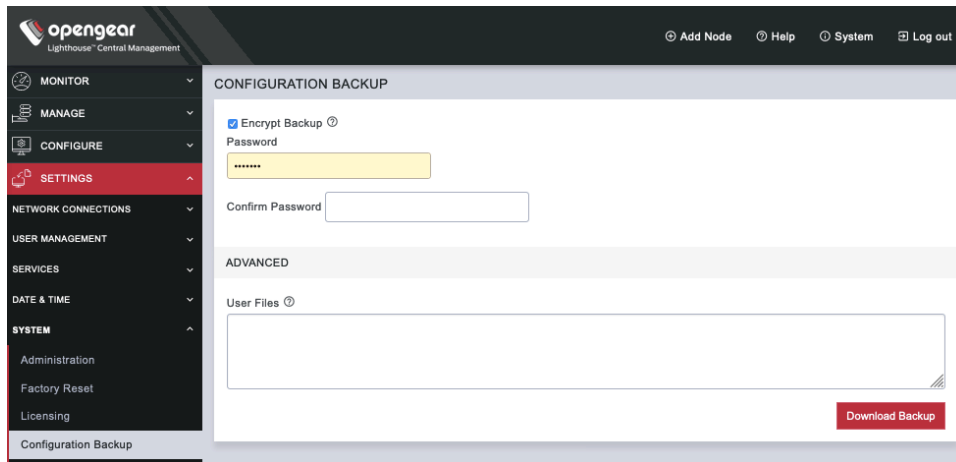 opengear
Lighthouse™ Central Management
Add Node Help System Log out
MONITOR
MANAGE
CONFIGURE
SETTINGS
NETWORK CONNECTIONS
USER MANAGEMENT
SERVICES
DATE & TIME
SYSTEM
Administration
Factory Reset
Licensing
Configuration Backup
CONFIGURATION BACKUP
Encrypt Backup
Password
•••••••
Confirm Password
ADVANCED
User Files
Download Backup